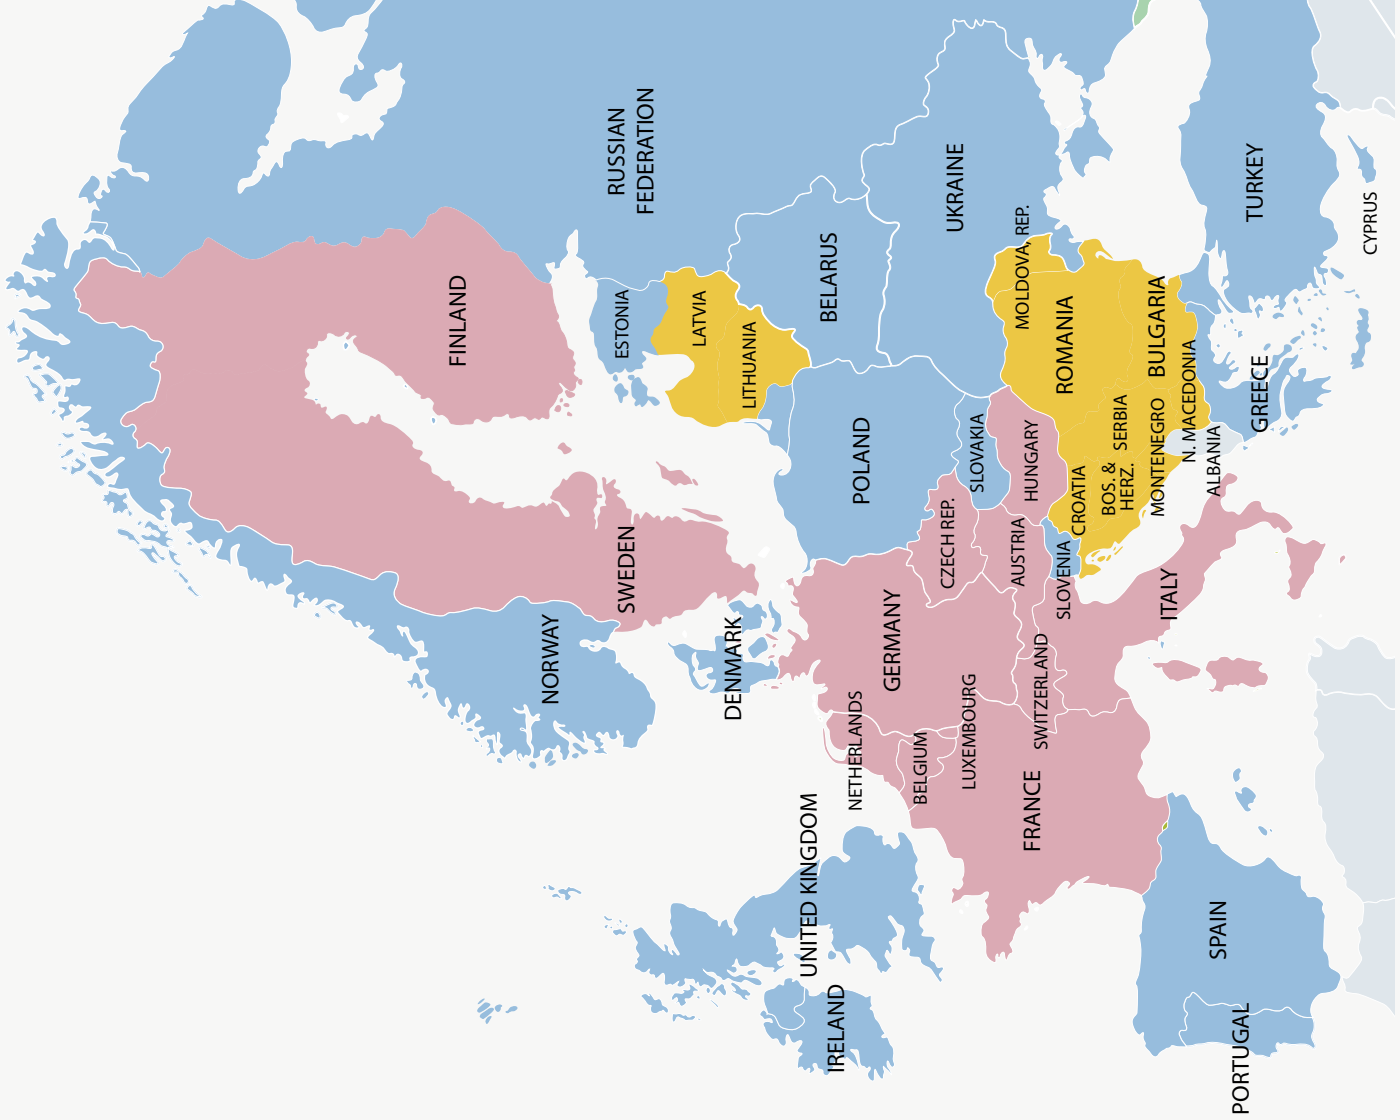 FINLAND
SWEDEN
NORWAY
RUSSIAN
FEDERATION
ESTONIA
LATVIA
LITHUANIA
DENMARK
BELARUS
POLAND
UKRAINE
UNITED KINGDOM
IRELAND
NETHERLANDS
BELGIUM
GERMANY
LUXEMBOURG
CZECH REP.
SLOVAKIA
AUSTRIA
HUNGARY
MOLDOVA, REP.
ROMANIA
FRANCE
SWITZERLAND
SLOVENIA
CROATIA
BOS. &
HERZ.
SERBIA
MONTENEGRO
BULGARIA
N. MACEDONIA
ALBANIA
ITALY
GREECE
TURKEY
CYPRUS
SPAIN
PORTUGAL